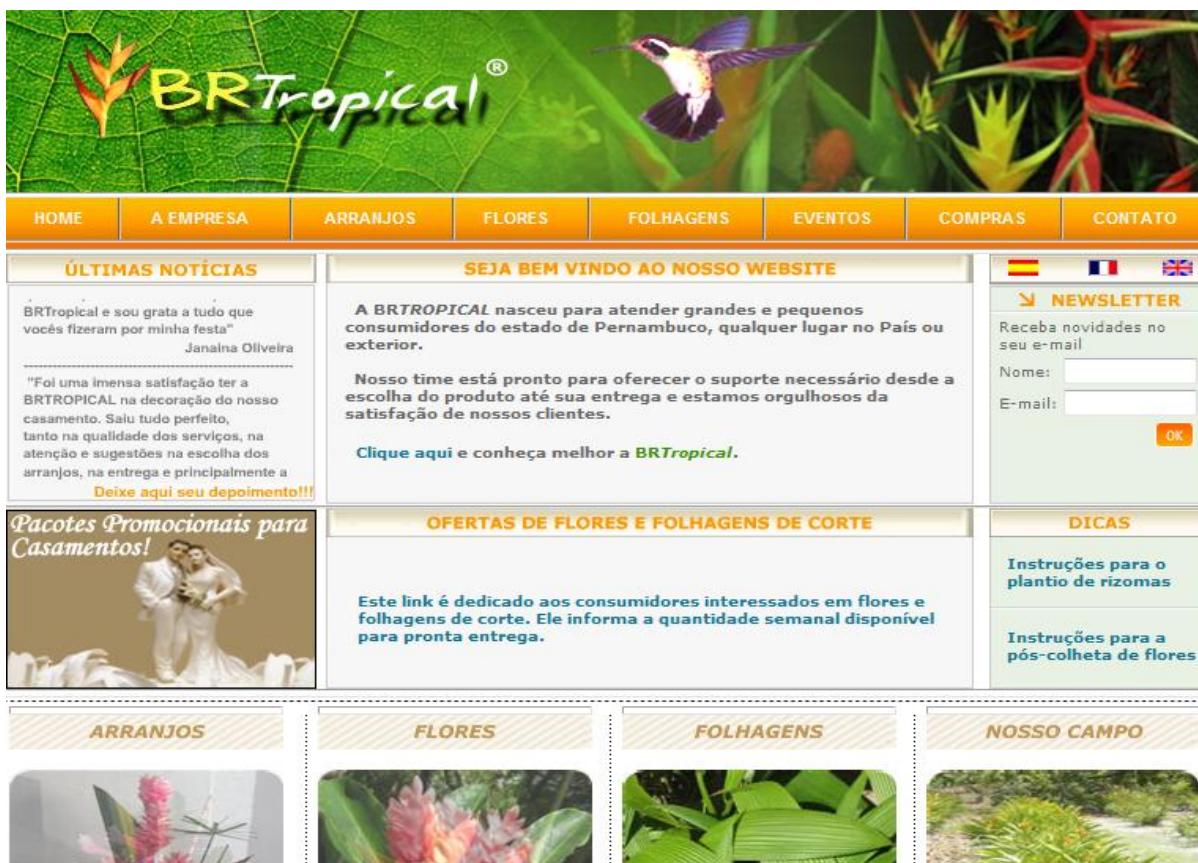 BRTropical®
HOME
A EMPRESA
ARRANJOS
FLORES
FOLHAGENS
EVENTOS
COMPRAS
CONTATO
ÚLTIMAS NOTÍCIAS
BRTropical e sou grata a tudo que
vocês fizeram por minha festa"
Janaina Oliveira
"Foi uma imensa satisfação ter a
BRTROPICAL na decoração do nosso
casamento. Saiu tudo perfeito,
tanto na qualidade dos serviços, na
atenção e sugestões na escolha dos
arranjos, na entrega e principalmente a
Deixe aqui seu depoimento!!!
SEJA BEM VINDO AO NOSSO WEBSITE
A BRTROPICAL nasceu para atender grandes e pequenos
consumidores do estado de Pernambuco, qualquer lugar no País ou
exterior.
Nosso time está pronto para oferecer o suporte necessário desde a
escolha do produto até sua entrega e estamos orgulhosos da
satisfação de nossos clientes.
Clique aqui e conheça melhor a BRTropical.
NEWSLETTER
Receba novidades no
seu e-mail
Nome:
E-mail:
OK
Pacotes Promocionais para
Casamentos!
OFERTAS DE FLORES E FOLHAGENS DE CORTE
Este link é dedicado aos consumidores interessados em flores e
folhagens de corte. Ele informa a quantidade semanal disponível
para pronta entrega.
DICAS
Instruções para o
plantio de rizomas
Instruções para a
pós-colheta de flores
ARRANJOS
FLORES
FOLHAGENS
NOSSO CAMPO